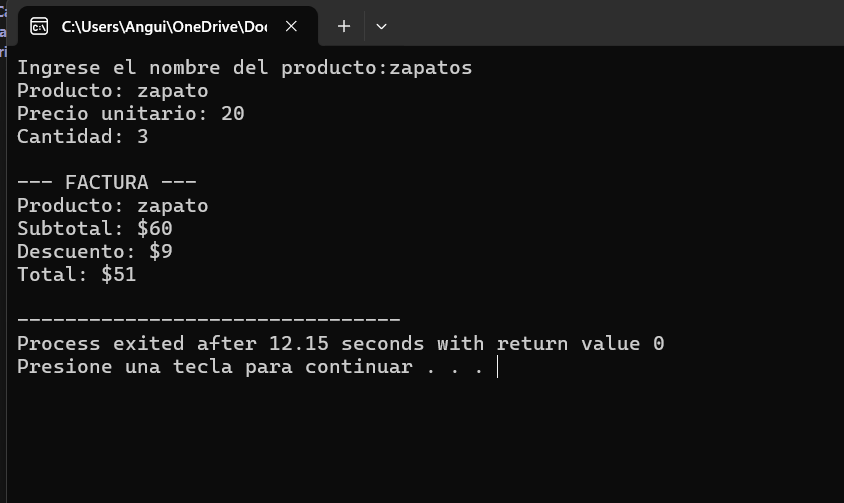 C:\Users\Angui\OneDrive\Doc
Ingrese el nombre del producto:zapatos
Producto: zapato
Precio unitario: 20
Cantidad: 3
--- FACTURA ---
Producto: zapato
Subtotal: $60
Descuento: $9
Total: $51
--------------------------------
Process exited after 12.15 seconds with return value 0
Presione una tecla para continuar . . .